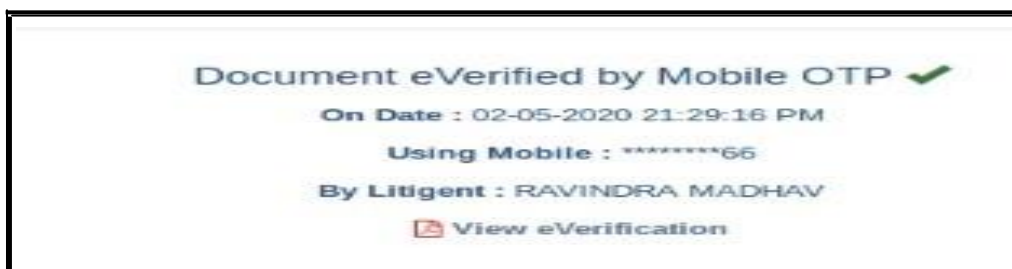 Document eVerified by Mobile OTP ✔
On Date : 02-05-2020 21:29:16 PM
Using Mobile : ********66
By Litigent : RAVINDRA MADHAV
View eVerification